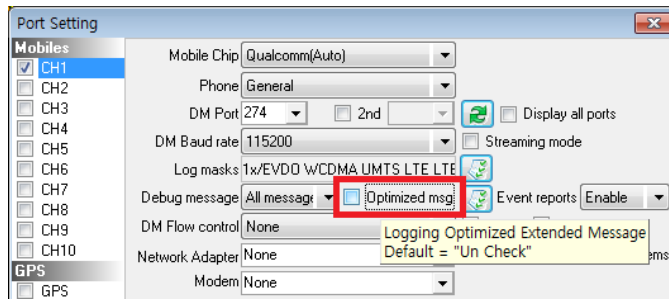 Port Setting
Mobiles
CH1
CH2
CH3
CH4
CH5
CH6
CH7
CH8
CH9
CH10
GPS
GPS
Mobile Chip Qualcomm(Auto)
Phone General
DM Port 274 2nd Display all ports
DM Baud rate 115200 Streaming mode
Log masks 1x/EVDO WCDMA UMTS LTE LTE
Debug message All message Optimized msg Event reports Enable
DM Flow control None
Logging Optimized Extended Message
Default = "Un Check"
Network Adapter None ems
Modem None